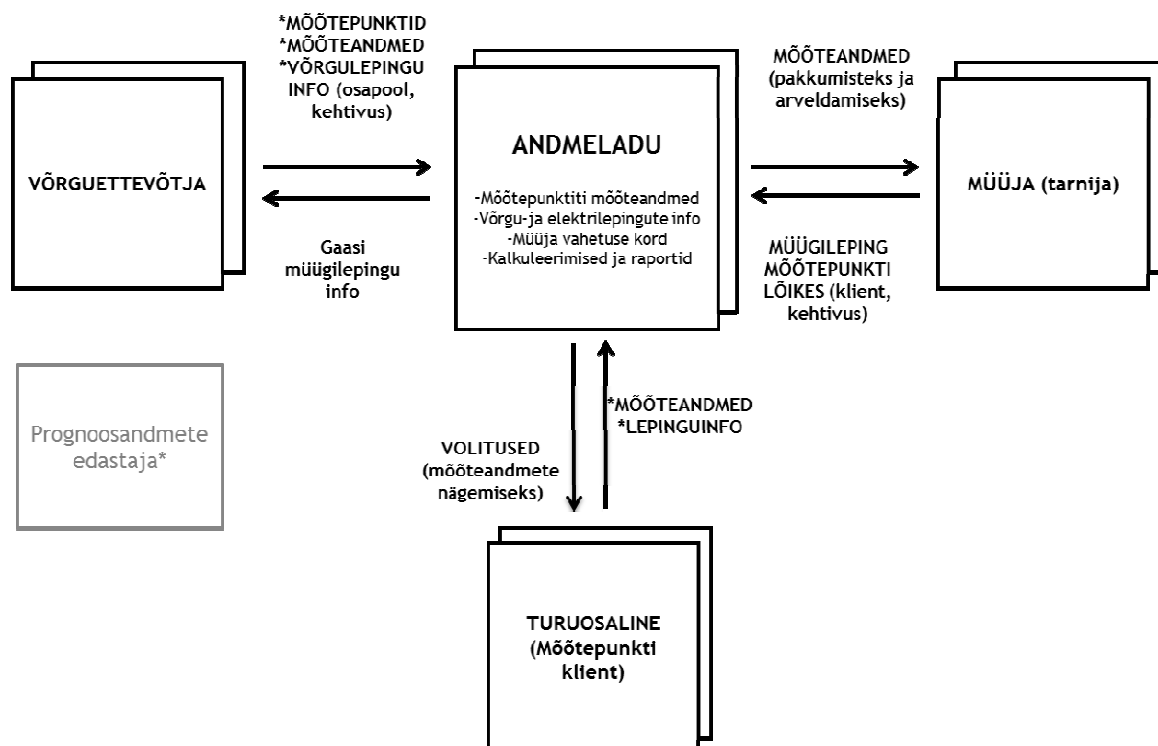 *MÕÕTEPUNKTID
*MÕÕTEANDMED
*VÕRGULEPINGU
INFO (osapool,
kehtivus)
MÕÕTEANDMED
(pakkumisteks ja
arveldamiseks)
VÕRGUETTEVÕTJA
ANDMELADU
-Mõõtepunktiti mõõteandmed
-Võrgu-ja elektrilepingute info
-Müüja vahetuse kord
-Kalkuleerimised ja raportid
MÜÜJA (tarnija)
Gaasi
müügilepingu
info
MÜÜGILEPING
MÕÕTEPUNKTI
LÕIKES (klient,
kehtivus)
Prognoosandmete
edastaja*
*MÕÕTEANDMED
*LEPINGUINFO
VOLITUSED
(mõõteandmete
nägemiseks)
TURUOSALINE
(Mõõtepunkti
klient)